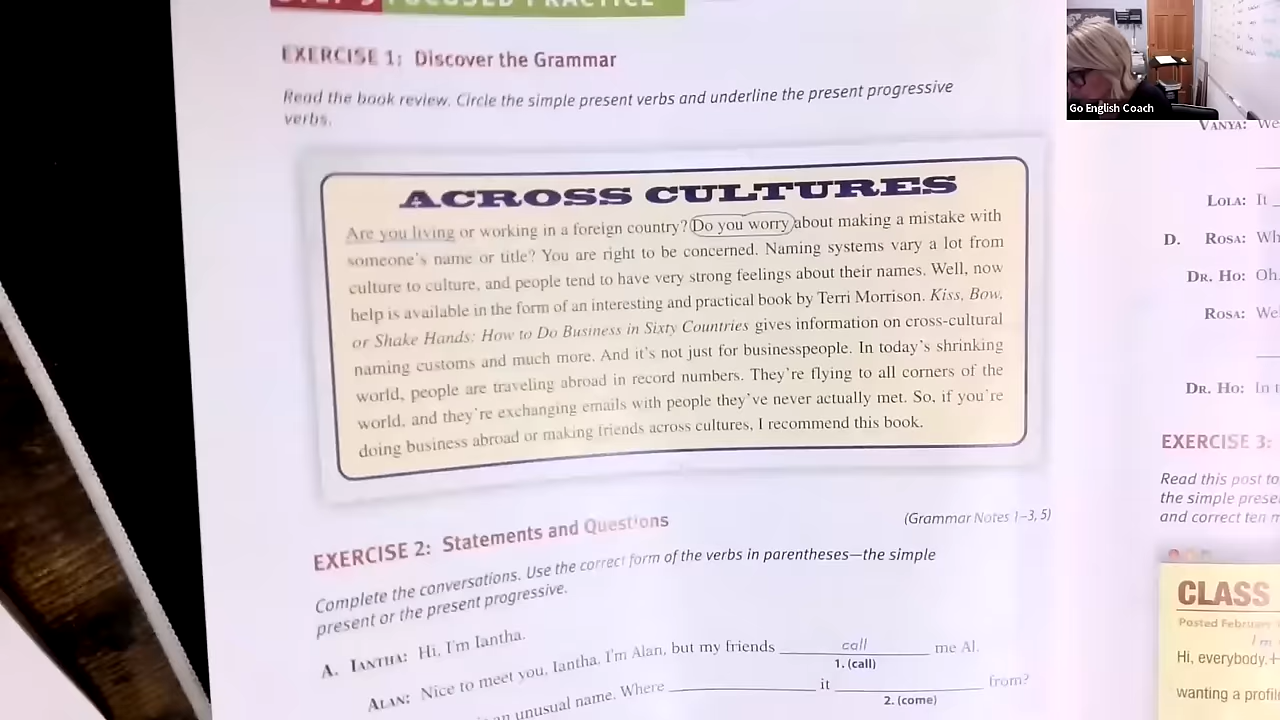 STEP 3 FOCUSED PRACTICE
EXERCISE 1: Discover the Grammar
Read the book review. Circle the simple present verbs and underline the present progressive
verbs.
ACROSS CULTURES
Are you living or working in a foreign country? Do you worry about making a mistake with
someone's name or title? You are right to be concerned. Naming systems vary a lot from
culture to culture, and people tend to have very strong feelings about their names. Well, now
help is available in the form of an interesting and practical book by Terri Morrison. Kiss, Bow,
or Shake Hands: How to Do Business in Sixty Countries gives information on cross-cultural
naming customs and much more. And it's not just for businesspeople. In today's shrinking
world, people are traveling abroad in record numbers. They're flying to all corners of the
world, and they're exchanging emails with people they've never actually met. So, if you're
doing business abroad or making friends across cultures, I recommend this book.
EXERCISE 2: Statements and Questions
(Grammar Notes 1–3, 5)
Complete the conversations. Use the correct form of the verbs in parentheses—the simple
present or the present progressive.
A. IANTHA: Hi, I'm Iantha.
ALAN: Nice to meet you, Iantha. I'm Alan, but my friends call me Al.
1. (call)
an unusual name. Where it from?
2. (come)
Go English Coach
VANYA: We
LOLA: It
D. ROSA: Wh
DR. HO: Oh.
ROSA: Wel
DR. HO: In t
EXERCISE 3:
Read this post to
the simple prese
and correct ten m
CLASS
Posted February
I'm
Hi, everybody.
wanting a profile